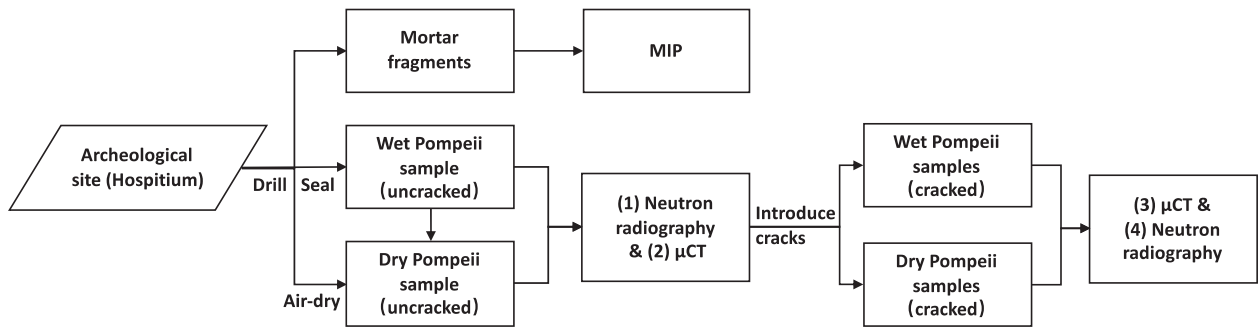 Mortar
fragments
MIP
Archeological
site (Hospitium)
Drill
Seal
Air-dry
Wet Pompeii
sample
(uncracked)
Dry Pompeii
sample
(uncracked)
(1) Neutron
radiography
& (2) μCT
Introduce
cracks
Wet Pompeii
samples
(cracked)
Dry Pompeii
samples
(cracked)
(3) μCT &
(4) Neutron
radiography